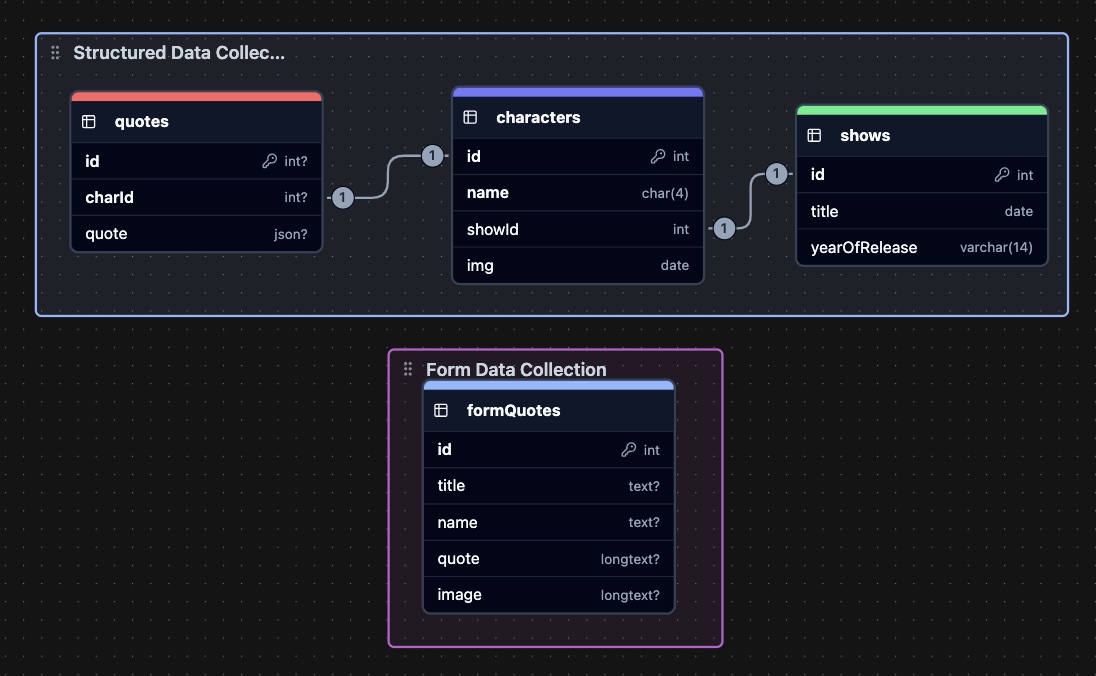 Structured Data Collec...
quotes
id int?
charId int?
quote json?
1
1
characters
id int
name char(4)
showId int
img date
1
1
shows
id int
title date
yearOfRelease varchar(14)
Form Data Collection
formQuotes
id int
title text?
name text?
quote longtext?
image longtext?